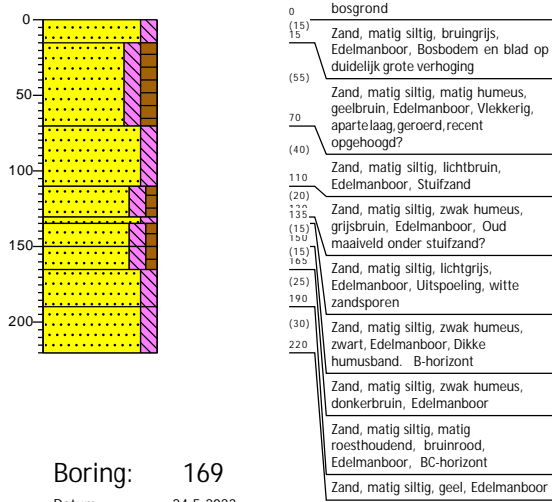 0
50
100
150
200
0
(15)
15
(55)
70
(40)
110
(20)
130
135
(15)
150
(15)
165
(25)
190
(30)
220
bosgrond
Zand, matig siltig, bruingrijs,
Edelmanboor, Bosbodem en blad op
duidelijk grote verhoging
Zand, matig siltig, matig humeus,
geelbruin, Edelmanboor, Vlekkerig,
aparte laag, geroerd, recent
opgehoogd?
Zand, matig siltig, lichtbruin,
Edelmanboor, Stuifzand
Zand, matig siltig, zwak humeus,
grijsbruin, Edelmanboor, Oud
maaiveld onder stuifzand?
Zand, matig siltig, lichtgrijs,
Edelmanboor, Uitspoeling, witte
zandsporen
Zand, matig siltig, zwak humeus,
zwart, Edelmanboor, Dikke
humusband. B-horizont
Zand, matig siltig, zwak humeus,
donkerbruin, Edelmanboor
Zand, matig siltig, matig
roesthoudend, bruinrood,
Edelmanboor, BC-horizont
Zand, matig siltig, geel, Edelmanboor
Boring: 169